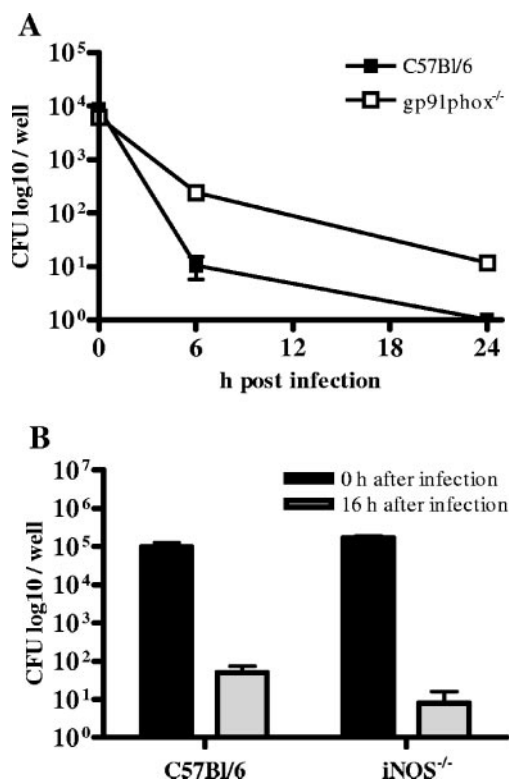 A
CFU log10 / well
10⁵
10⁴
10³
10²
10¹
10⁰
C57Bl/6
gp91phox⁻/⁻
0 6 12 18 24
h post infection
B
CFU log10 / well
10⁷
10⁶
10⁵
10⁴
10³
10²
10¹
10⁰
0 h after infection
16 h after infection
C57Bl/6 iNOS⁻/⁻